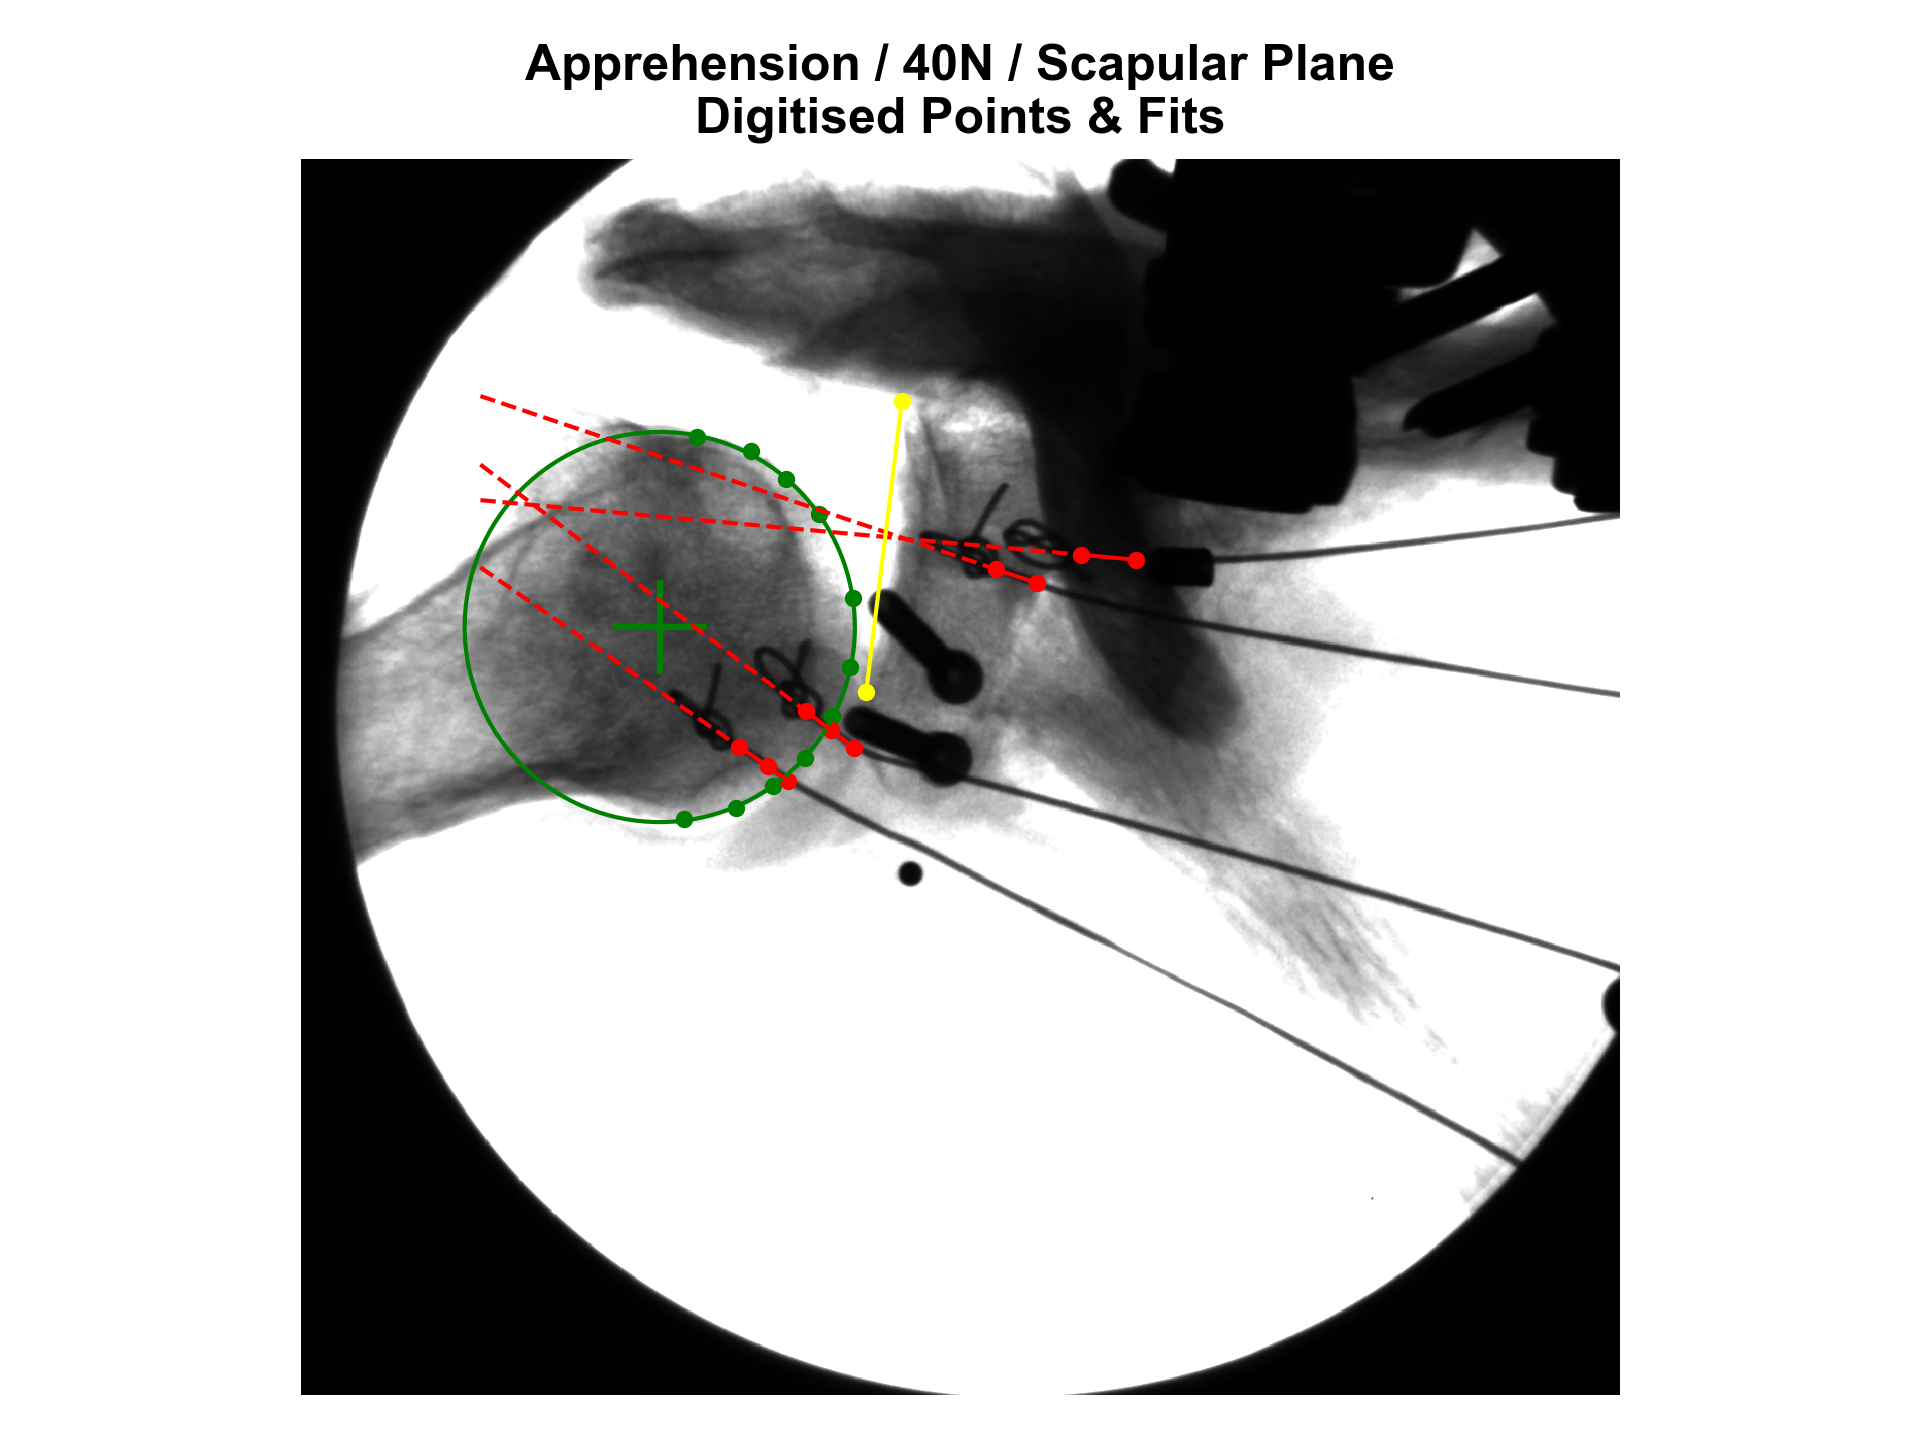 Apprehension / 40N / Scapular Plane
Digitised Points & Fits